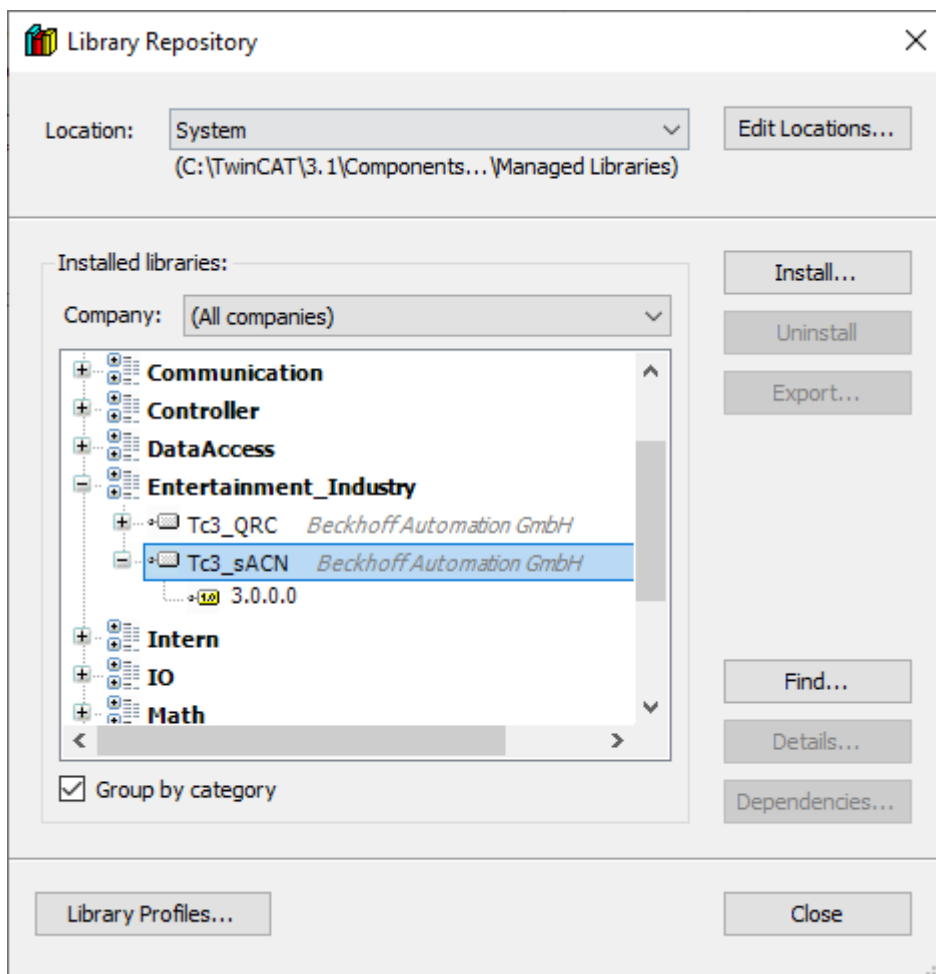 Library Repository
Location: System Edit Locations...
(C:\TwinCAT\3.1\Components...\Managed Libraries)
Installed libraries:
Install...
Company: (All companies)
Uninstall
Communication
Export...
Controller
DataAccess
Entertainment_Industry
Tc3_QRC Beckhoff Automation GmbH
Tc3_sACN Beckhoff Automation GmbH
1.0 3.0.0.0
Intern
IO
Find...
Math
Details...
Group by category
Dependencies...
Library Profiles... Close